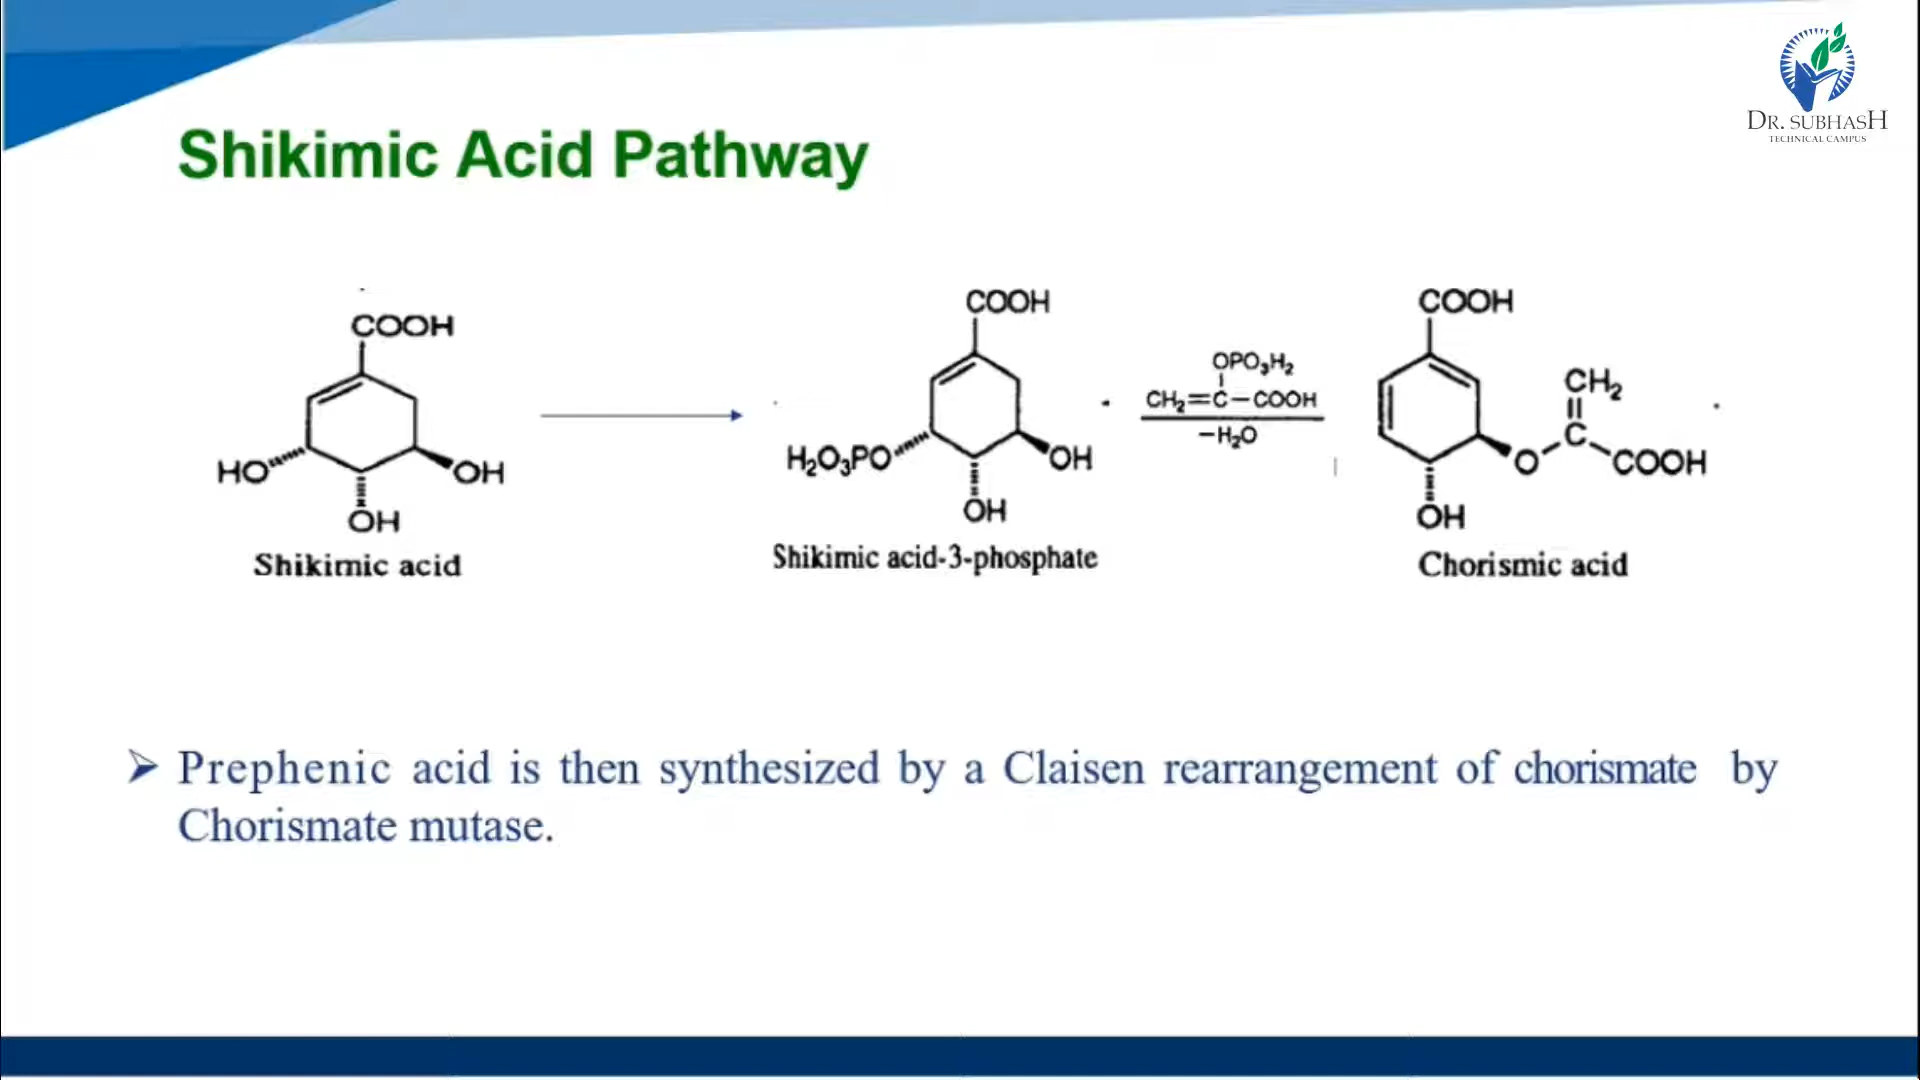 DR. SUBHASH
TECHNICAL CAMPUS
Shikimic Acid Pathway
COOH
HO
OH
OH
Shikimic acid
COOH
H₂O₃PO
OH
OH
Shikimic acid-3-phosphate
OPO₃H₂
CH₂=C–COOH
–H₂O
COOH
CH₂
C
O
COOH
OH
Chorismic acid
➢ Prephenic acid is then synthesized by a Claisen rearrangement of chorismate by
Chorismate mutase.